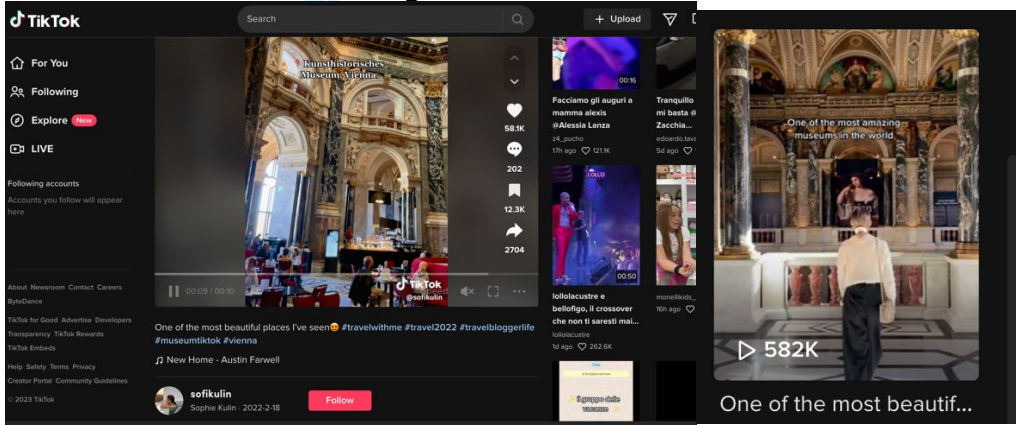 TikTok
Search
+ Upload
For You
Following
Explore New
LIVE
Following accounts
Accounts you follow will appear
here
About Newsroom Contact Careers
ByteDance
TikTok for Good Advertise Developers
Transparency TikTok Rewards
TikTok Embeds
Help Safety Terms Privacy
Creator Portal Community Guidelines
© 2023 TikTok
Kunsthistorisches
Museum, Vienna
58.1K
202
12.3K
2704
00:09 / 00:10
Speed
TikTok
@sofikulin
One of the most beautiful places I've seen😍 #travelwithme #travel2022 #travelbloggerlife
#museumtiktok #vienna
♫ New Home - Austin Farwell
sofikulin
Sophie Kulin · 2022-2-18
Follow
00:16
Facciamo gli auguri a
mamma alexis
@Alessia Lanza
z4_pucho
17h ago 121.1K
Tranquillo
mi basta @
Zacchia...
edoardo.tava
5d ago
LOLLO
00:50
lollolacustre e
bellofigo, il crossover
che non ti saresti mai...
lollolacustre
1d ago 262.6K
monellikids_
16h ago
il gruppo delle
vacanze
One of the most amazing
museums in the world
582K
One of the most beautif...